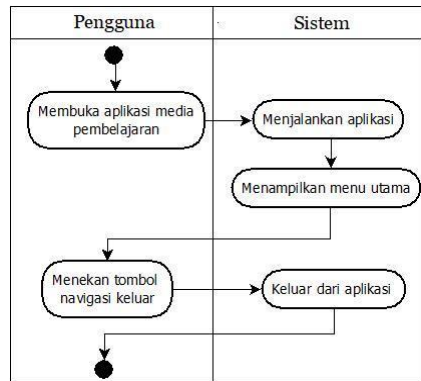 Pengguna
Sistem
Membuka aplikasi media
pembelajaran
Menjalankan aplikasi
Menampilkan menu utama
Menekan tombol
navigasi keluar
Keluar dari aplikasi